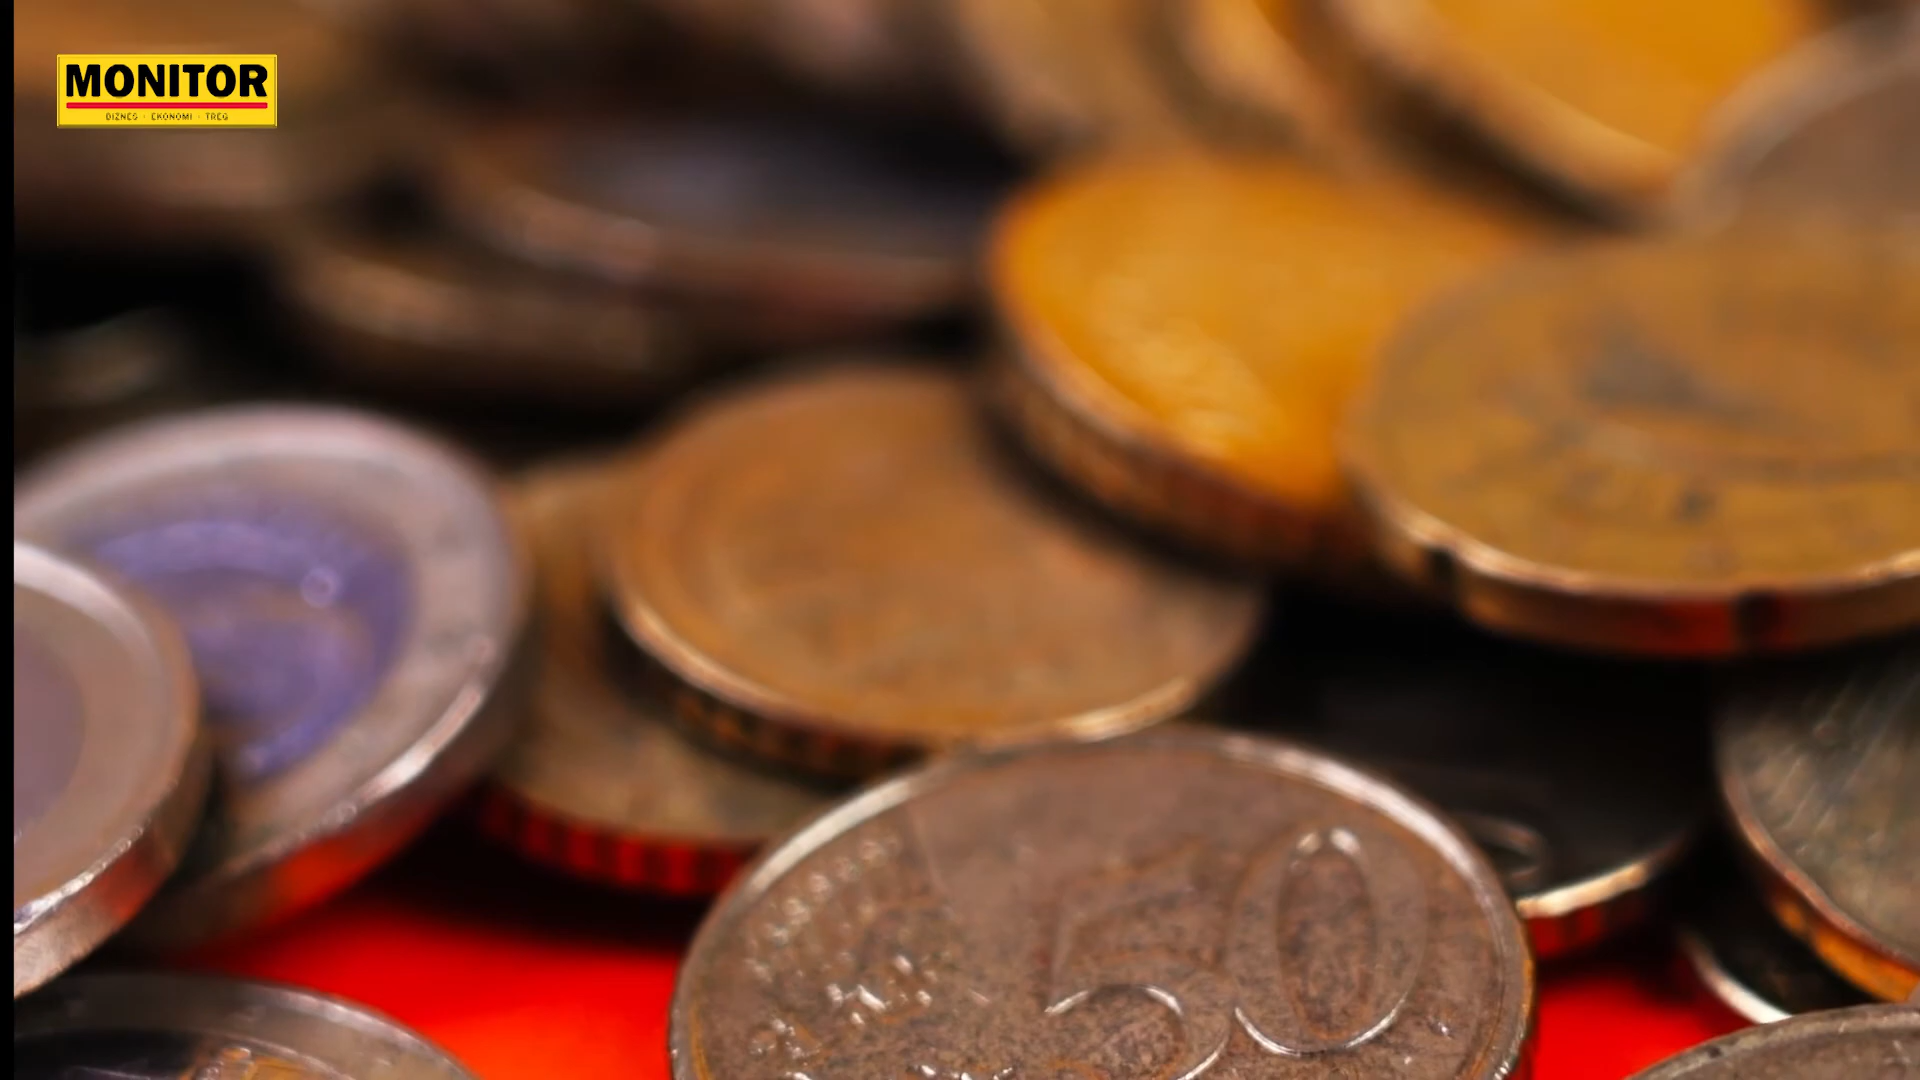 MONITOR
BIZNES · EKONOMI · TREG
50